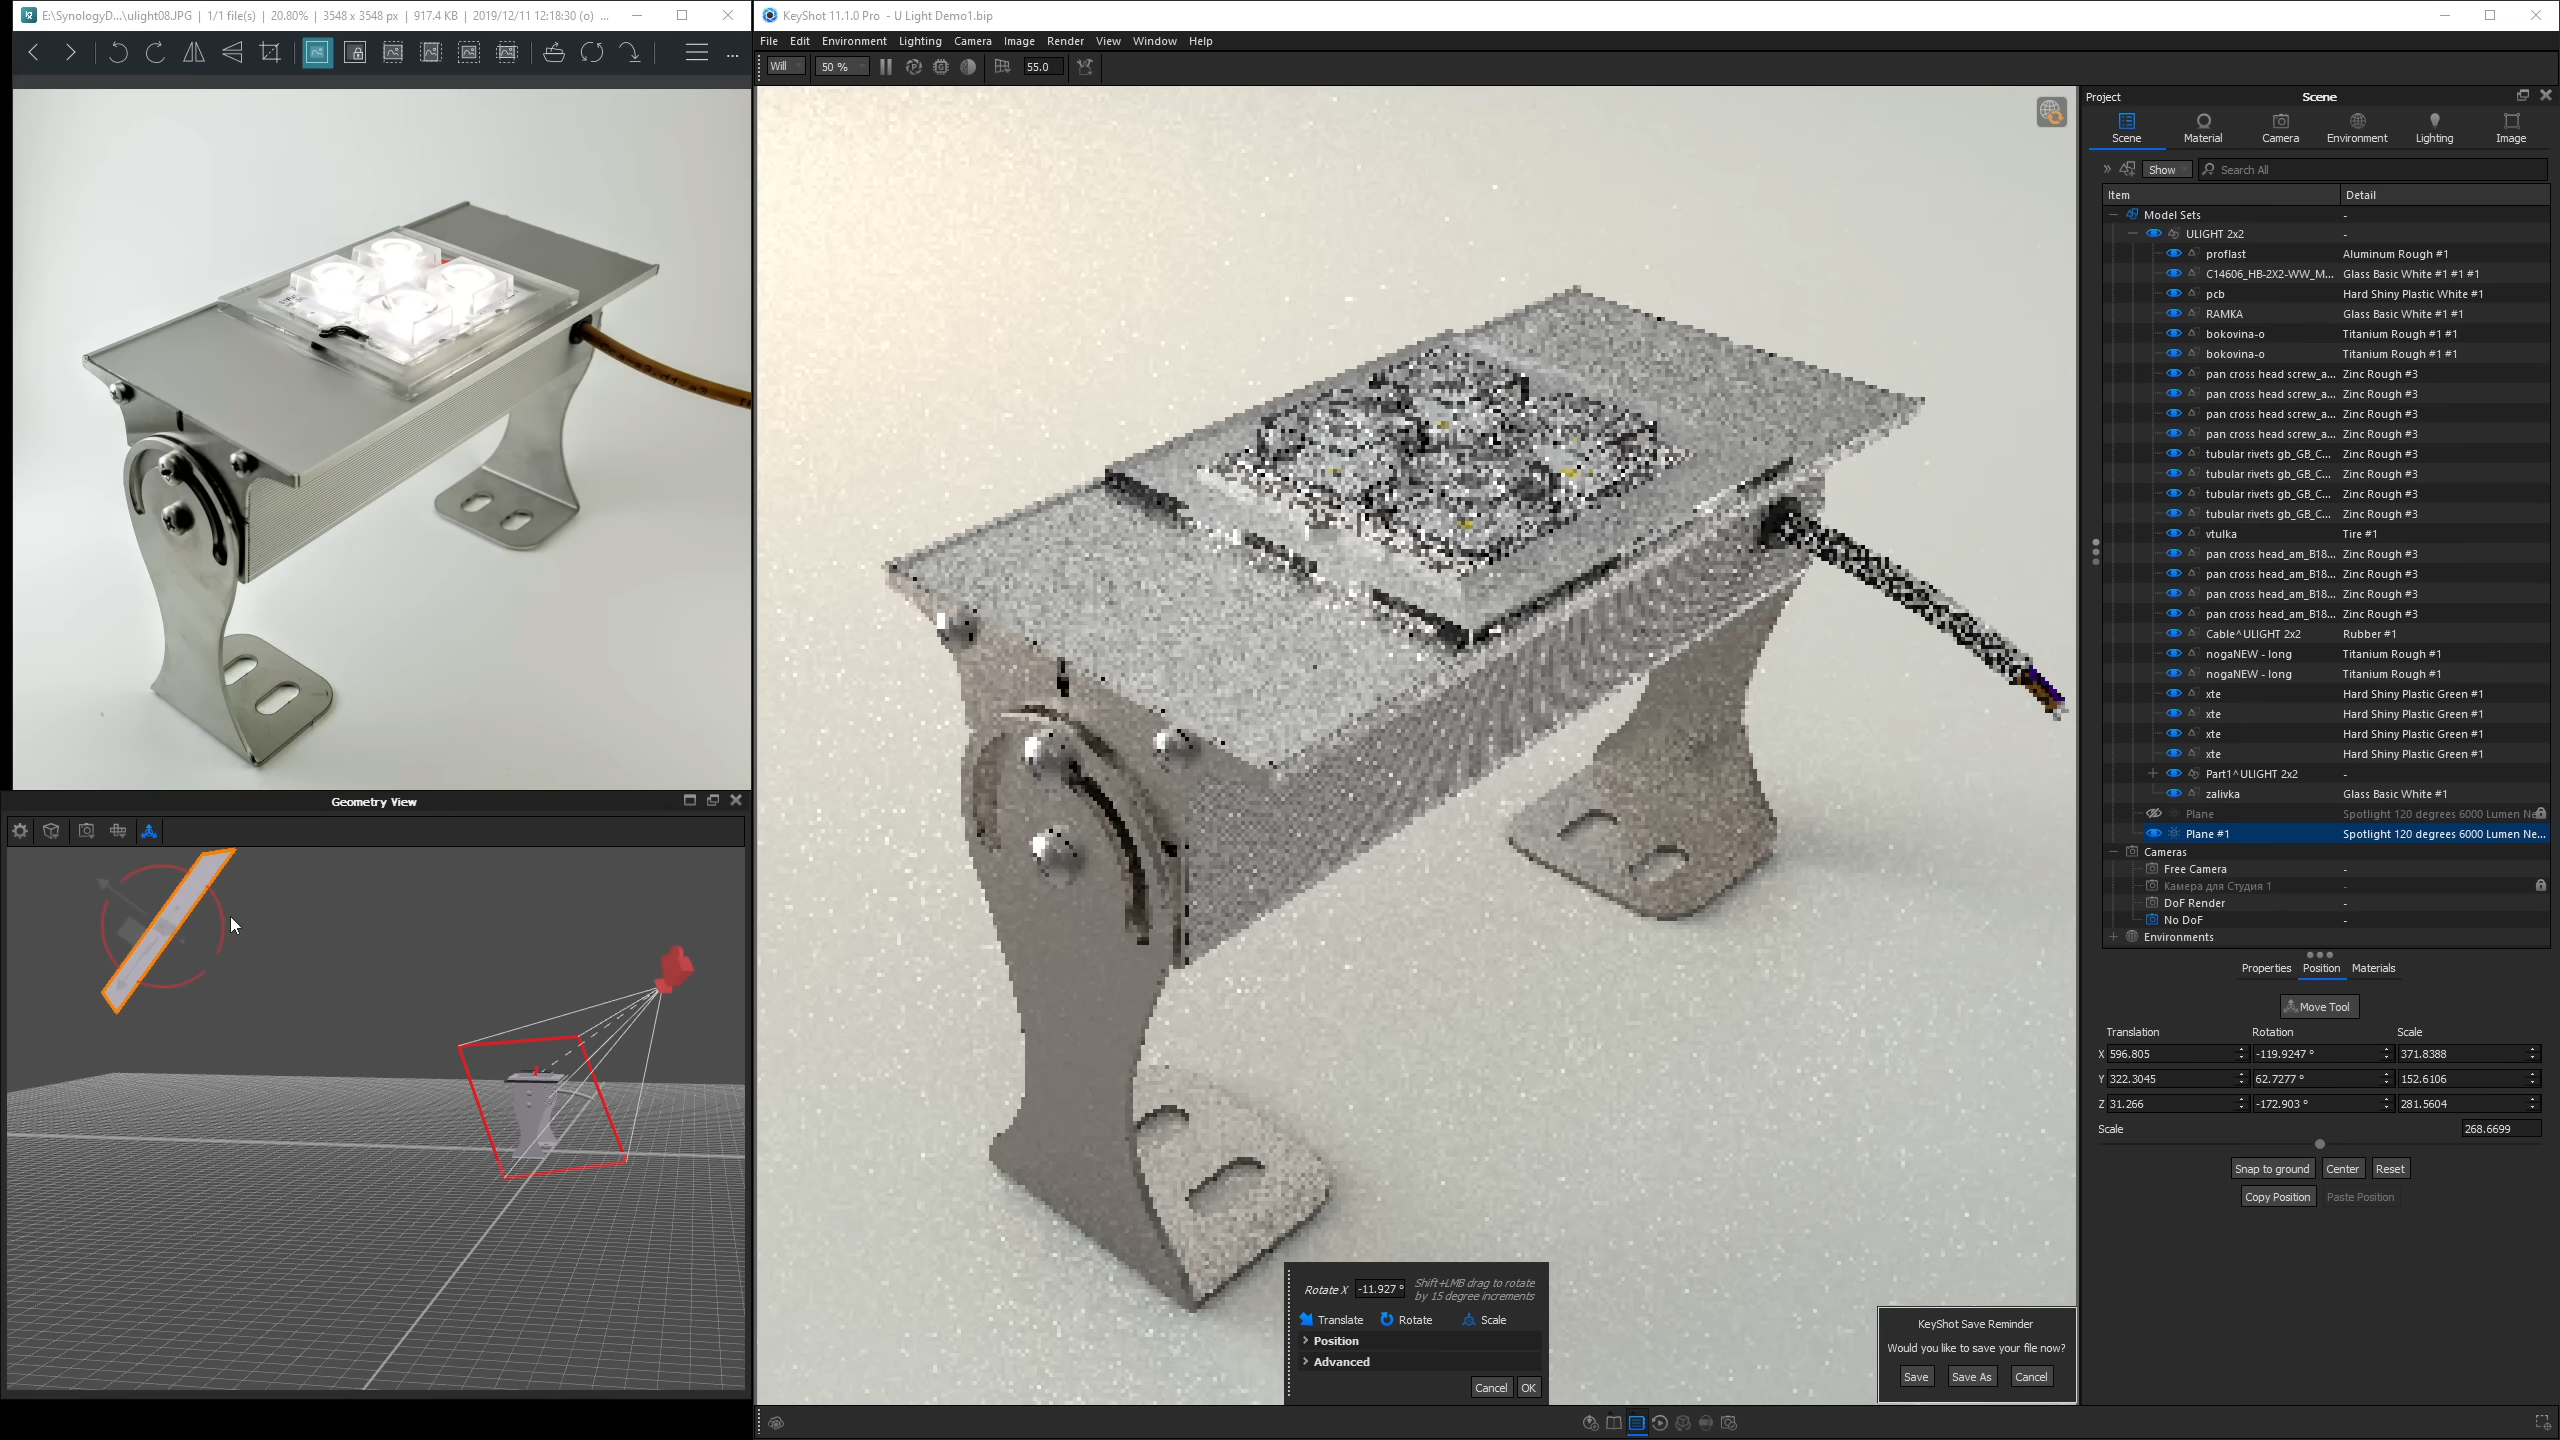 E:\SynologyD...\ulight08.JPG | 1/1 file(s) | 20.80% | 3548 x 3548 px | 917.4 KB | 2019/12/11 12:18:30 (o) ...
KeyShot 11.1.0 Pro - U Light Demo1.bip
File Edit Environment Lighting Camera Image Render View Window Help
Will 50 % 55.0
Project Scene
Scene Material Camera Environment Lighting Image
Show Search All
Item Detail
Model Sets -
ULIGHT 2x2 -
proflast Aluminum Rough #1
C14606_HB-2X2-WW_M... Glass Basic White #1 #1 #1
pcb Hard Shiny Plastic White #1
RAMKA Glass Basic White #1 #1
bokovina-o Titanium Rough #1 #1
bokovina-o Titanium Rough #1 #1
pan cross head screw_a... Zinc Rough #3
pan cross head screw_a... Zinc Rough #3
pan cross head screw_a... Zinc Rough #3
pan cross head screw_a... Zinc Rough #3
tubular rivets gb_GB_C... Zinc Rough #3
tubular rivets gb_GB_C... Zinc Rough #3
tubular rivets gb_GB_C... Zinc Rough #3
tubular rivets gb_GB_C... Zinc Rough #3
vtulka Tire #1
pan cross head_am_B18... Zinc Rough #3
pan cross head_am_B18... Zinc Rough #3
pan cross head_am_B18... Zinc Rough #3
pan cross head_am_B18... Zinc Rough #3
Cable^ULIGHT 2x2 Rubber #1
nogaNEW - long Titanium Rough #1
nogaNEW - long Titanium Rough #1
xte Hard Shiny Plastic Green #1
xte Hard Shiny Plastic Green #1
xte Hard Shiny Plastic Green #1
xte Hard Shiny Plastic Green #1
Part1^ULIGHT 2x2 -
zalivka Glass Basic White #1
Plane Spotlight 120 degrees 6000 Lumen Ne
Plane #1 Spotlight 120 degrees 6000 Lumen Ne...
Cameras
Free Camera -
Камера для Студия 1 -
DoF Render -
No DoF -
Environments
Properties Position Materials
Move Tool
Translation Rotation Scale
X 596.805 -119.9247 ° 371.8388
Y 322.3045 62.7277 ° 152.6106
Z 31.266 -172.903 ° 281.5604
Scale 268.6699
Snap to ground Center Reset
Copy Position Paste Position
Geometry View
Rotate X -11.927 ° Shift+LMB drag to rotate
by 15 degree increments
Translate Rotate Scale
Position
Advanced
Cancel OK
KeyShot Save Reminder
Would you like to save your file now?
Save Save As Cancel